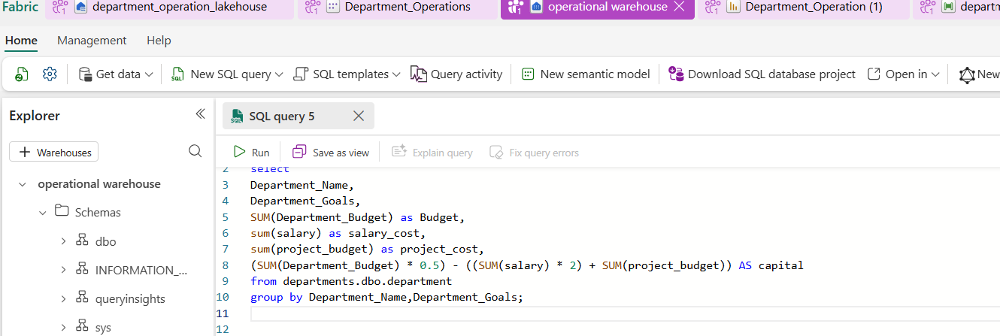 Fabric department_operation_lakehouse Department_Operations operational warehouse Department_Operation (1) departm
Home Management Help
Get data New SQL query SQL templates Query activity New semantic model Download SQL database project Open in New
Explorer
SQL query 5
+ Warehouses
Run Save as view Explain query Fix query errors
operational warehouse
Schemas
dbo
INFORMATION_...
queryinsights
sys
2 select
3 Department_Name,
4 Department_Goals,
5 SUM(Department_Budget) as Budget,
6 sum(salary) as salary_cost,
7 sum(project_budget) as project_cost,
8 (SUM(Department_Budget) * 0.5) - ((SUM(salary) * 2) + SUM(project_budget)) AS capital
9 from departments.dbo.department
10 group by Department_Name,Department_Goals;
11
12